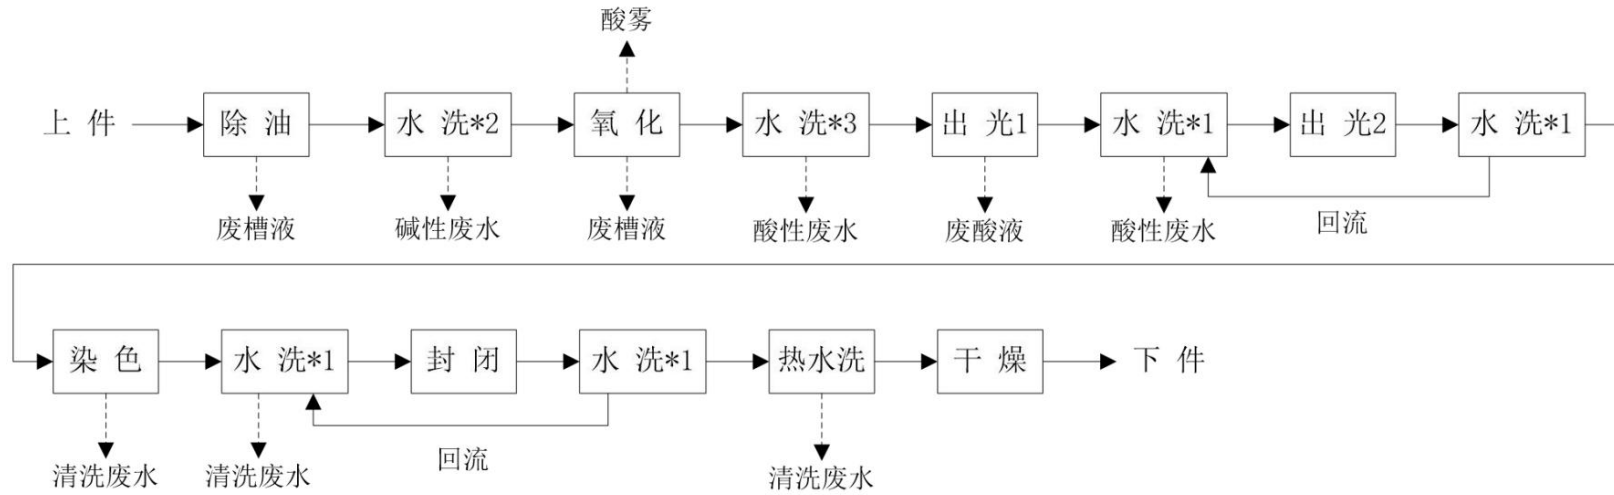 酸雾
上 件
除 油
水 洗*2
氧 化
水 洗*3
出 光1
水 洗*1
出 光2
水 洗*1
废槽液
碱性废水
废槽液
酸性废水
废酸液
酸性废水
回流
染 色
水 洗*1
封 闭
水 洗*1
热水洗
干 燥
下 件
清洗废水
清洗废水
回流
清洗废水